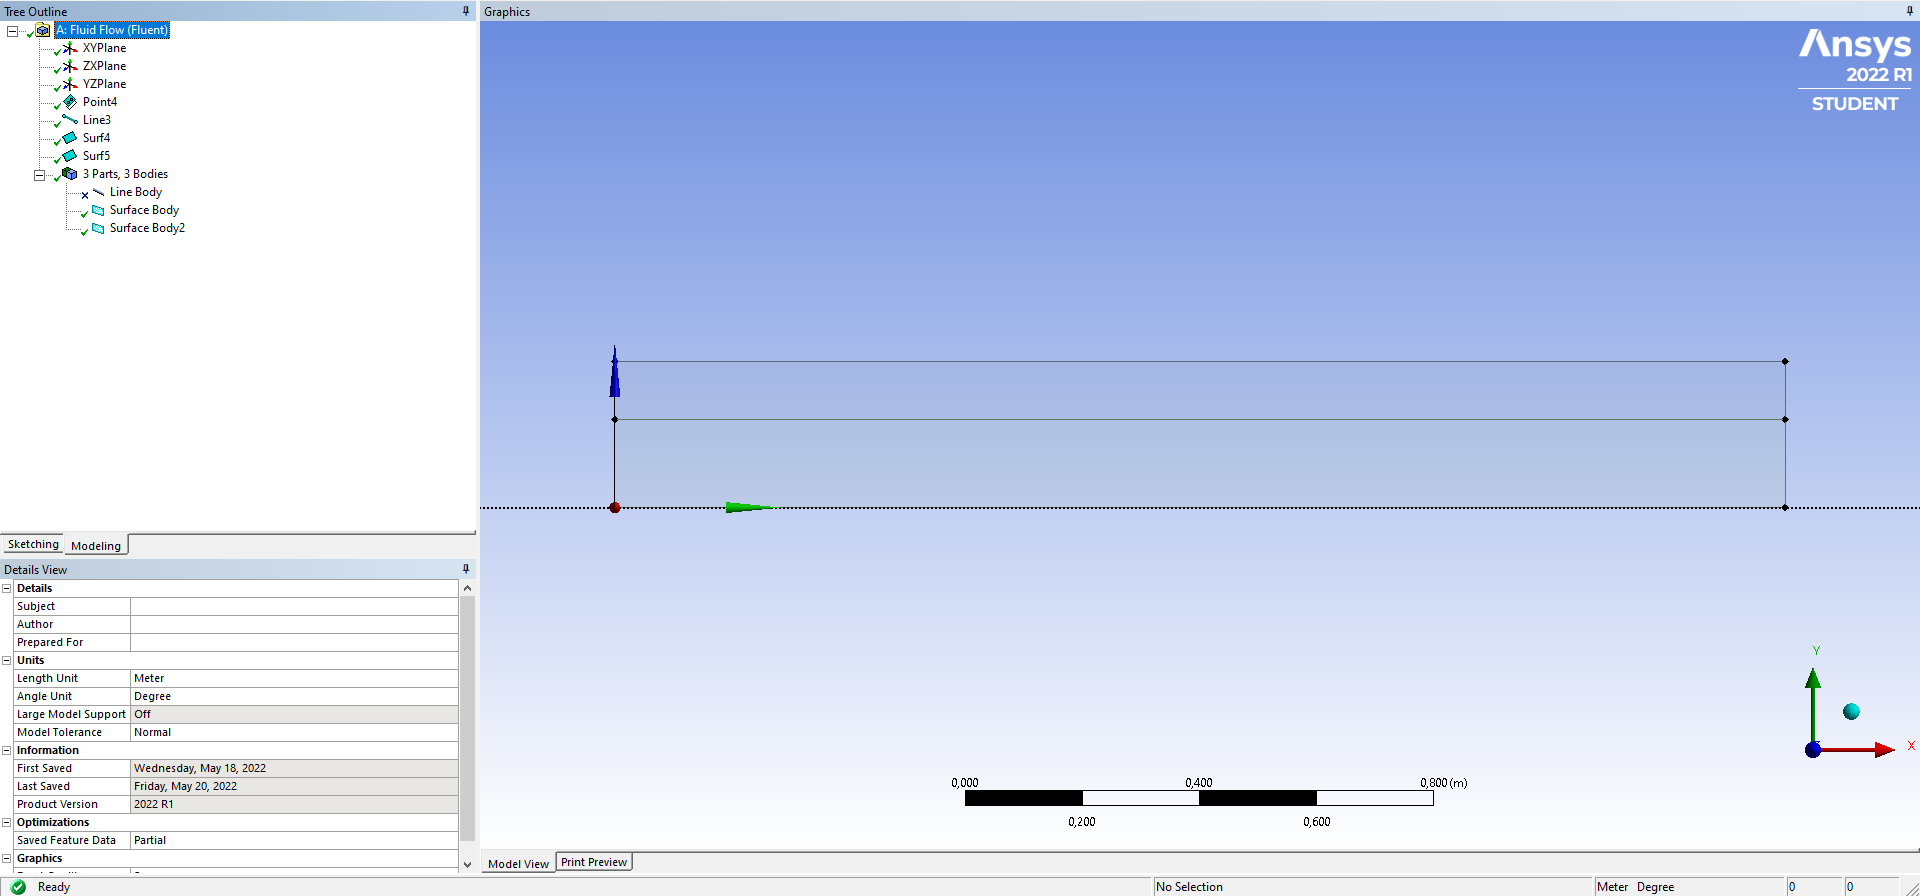 Tree Outline
A: Fluid Flow (Fluent)
XYPlane
ZXPlane
YZPlane
Point4
Line3
Surf4
Surf5
3 Parts, 3 Bodies
Line Body
Surface Body
Surface Body2
Sketching Modeling
Details View
Details
Subject
Author
Prepared For
Units
Length Unit Meter
Angle Unit Degree
Large Model Support Off
Model Tolerance Normal
Information
First Saved Wednesday, May 18, 2022
Last Saved Friday, May 20, 2022
Product Version 2022 R1
Optimizations
Saved Feature Data Partial
Graphics
Graphics
Ansys
2022 R1
STUDENT
Y
X
0,000 0,400 0,800 (m)
0,200 0,600
Model View Print Preview
Ready No Selection Meter Degree 0 0